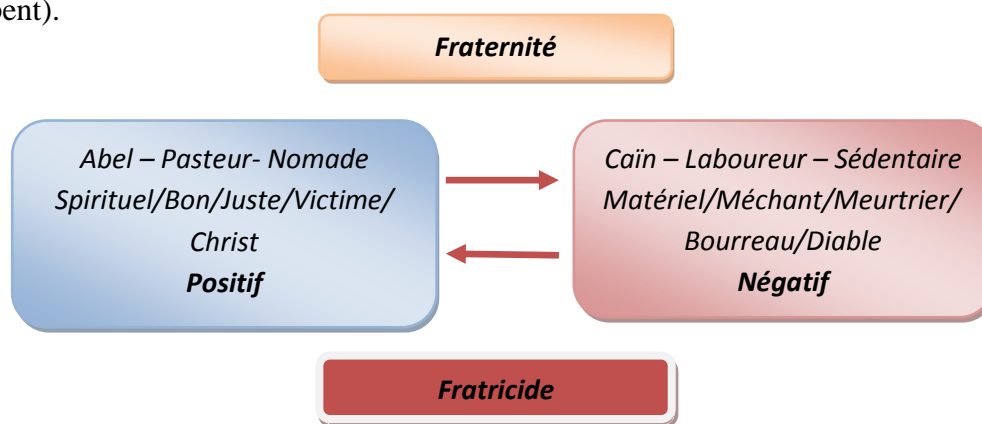 pent).
Fraternité
Abel – Pasteur- Nomade
Spirituel/Bon/Juste/Victime/
Christ
Positif
Caïn – Laboureur – Sédentaire
Matériel/Méchant/Meurtrier/
Bourreau/Diable
Négatif
Fratricide